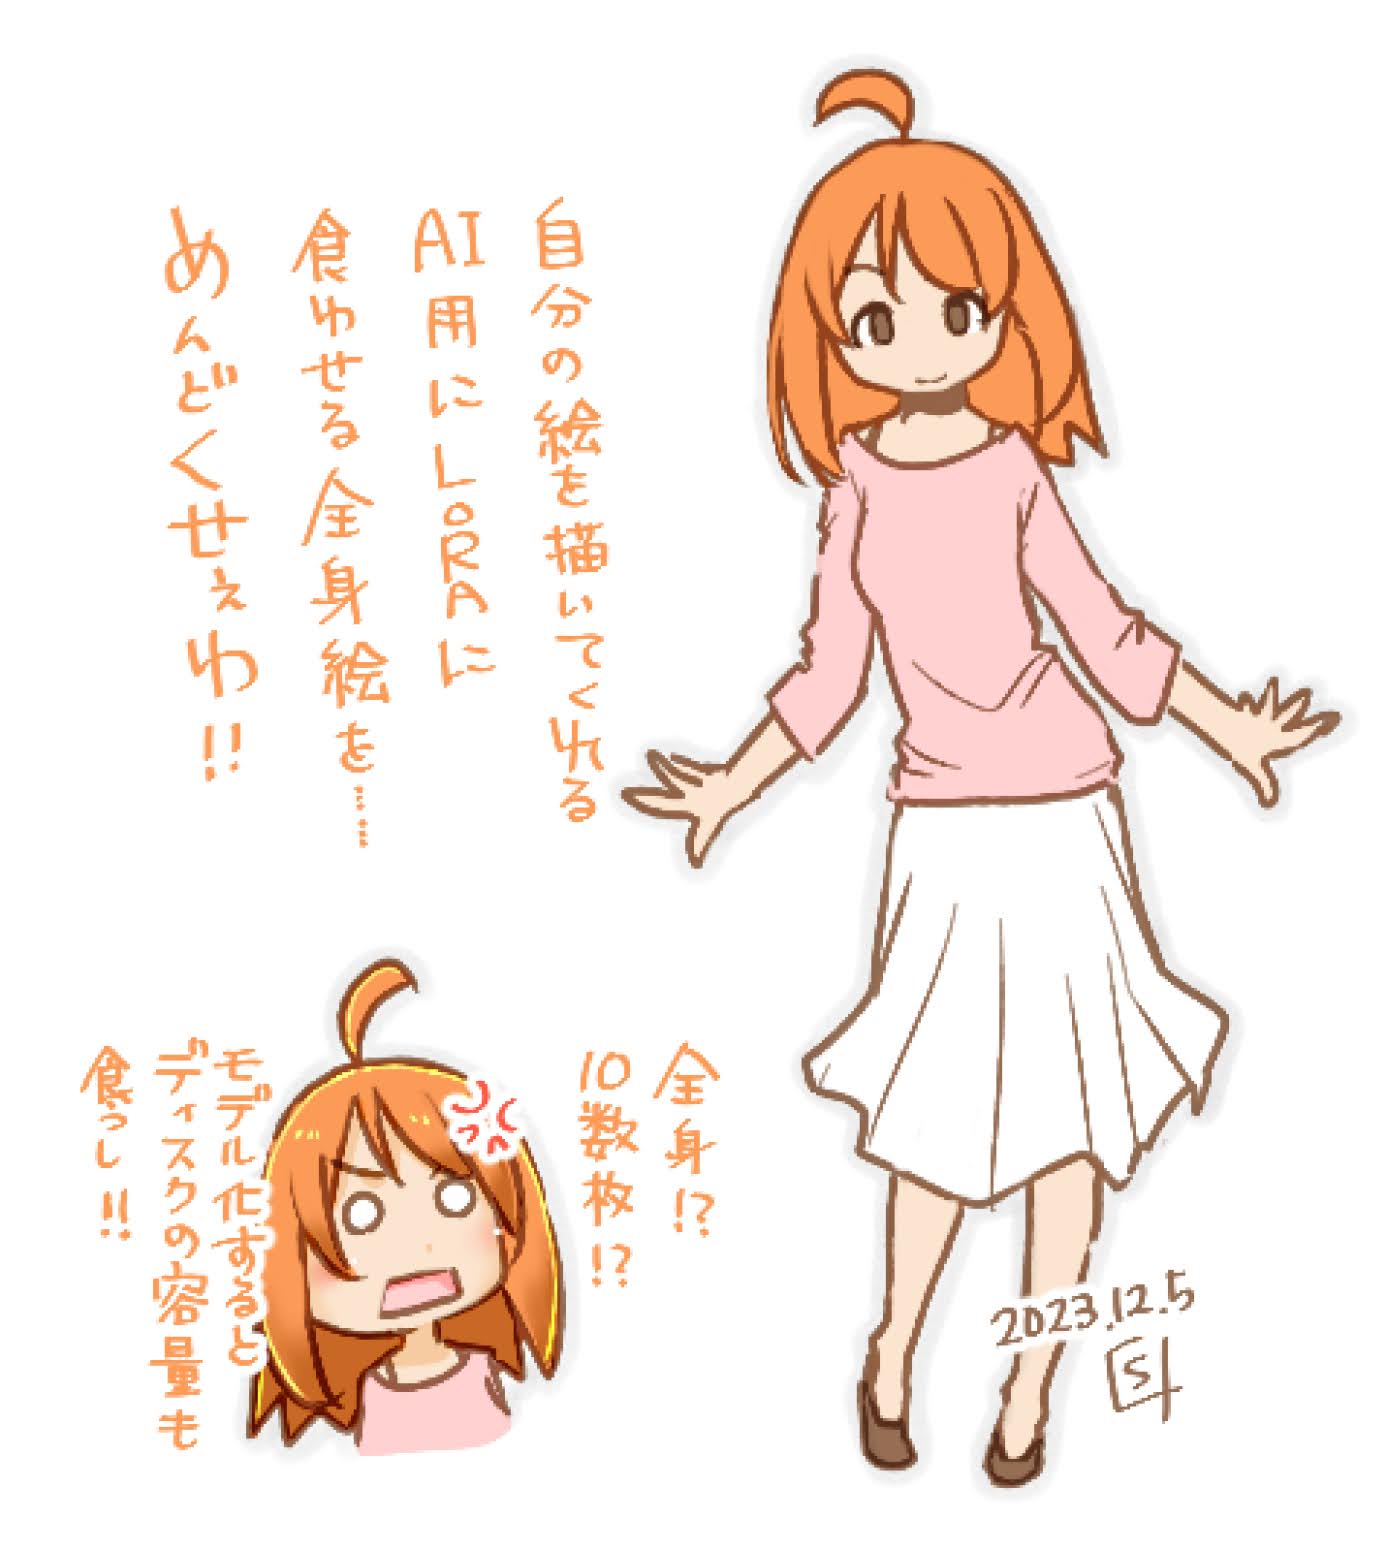 自分の絵を描いてくれる
AI用にLoRAに
食わせる全身絵を……
めんどくせぇわ!!
全身!?
10数枚!?
モデル化すると
ディスクの容量も
食うし!!
2023.12.5
S